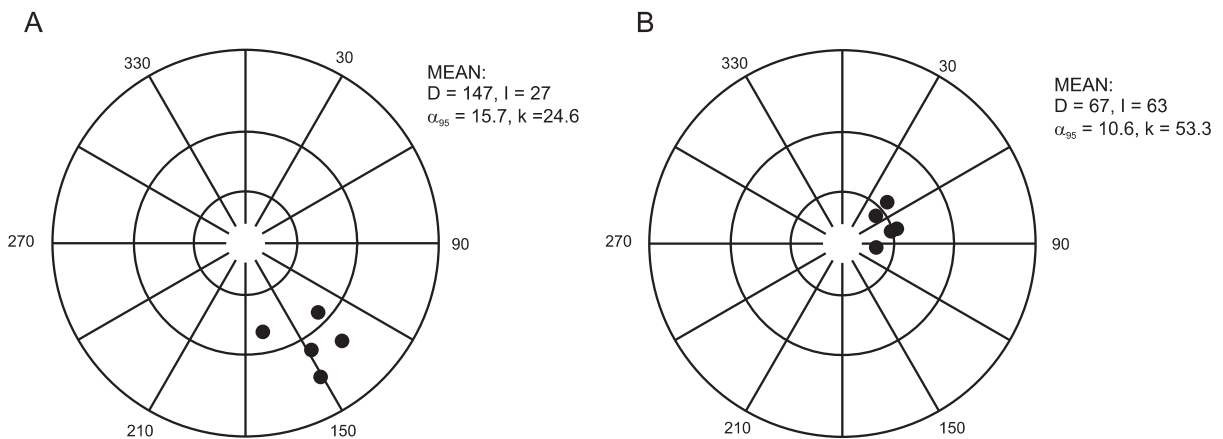 A
330
30
MEAN:
D = 147, I = 27
α₉₅ = 15.7, k =24.6
270
90
210
150
B
330
30
MEAN:
D = 67, I = 63
α₉₅ = 10.6, k = 53.3
270
90
210
150